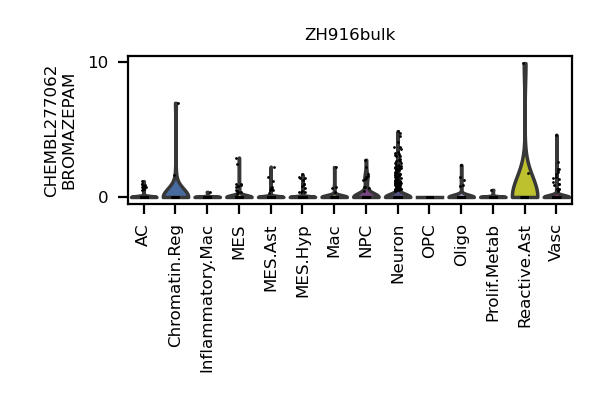 ZH916bulk
CHEMBL277062
BROMAZEPAM
10
0
AC
Chromatin.Reg
Inflammatory.Mac
MES
MES.Ast
MES.Hyp
Mac
NPC
Neuron
OPC
Oligo
Prolif.Metab
Reactive.Ast
Vasc